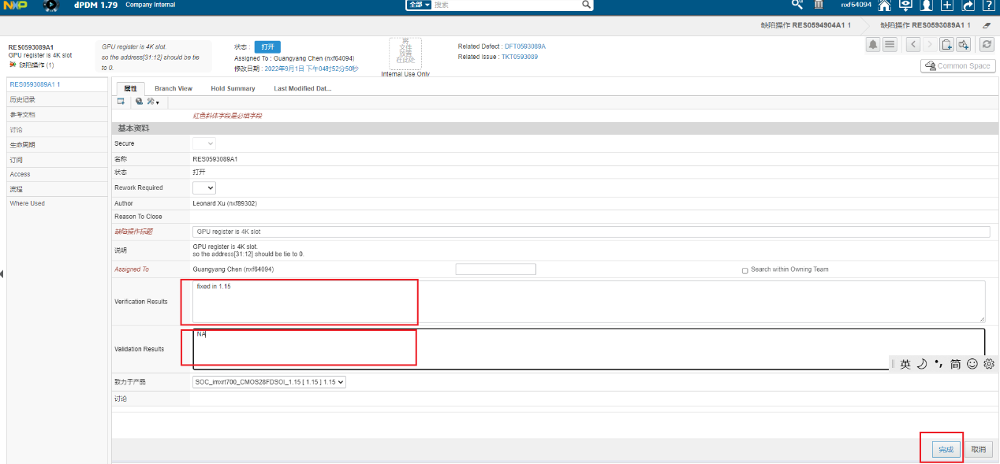 NXP dPDM 1.79 Company Internal 全部 搜索 nxf64094
缺陷操作 RES0594904A1 1 缺陷操作 RES0593089A1 1
RES0593089A1
GPU register is 4K slot
缺陷操作 (1)
GPU register is 4K slot.
so the address[31:12] should be tie
to 0.
状态 : 打开
Assigned To : Guangyang Chen (nxf64094)
修改日期 : 2022年9月1日 下午04时52分50秒
将
文件
放置
在此处
Internal Use Only
Related Defect : DFT0593089A
Related Issue : TKT0593089
Common Space
RES0593089A1 1
历史记录
参考文档
讨论
生命周期
订阅
Access
流程
Where Used
属性 Branch View Hold Summary Last Modified Dat...
红色斜体字段是必填字段
基本资料
Secure
名称 RES0593089A1
状态 打开
Rework Required
Author Leonard Xu (nxf89302)
Reason To Close
缺陷操作标题 GPU register is 4K slot
说明 GPU register is 4K slot.
so the address[31:12] should be tie to 0.
Assigned To Guangyang Chen (nxf64094) Search within Owning Team
Verification Results fixed in 1.15
Validation Results NA
英 简
致力于产品 SOC_imxrt700_CMOS28FDSOI_1.15 [ 1.15 ] 1.15
讨论
完成 取消